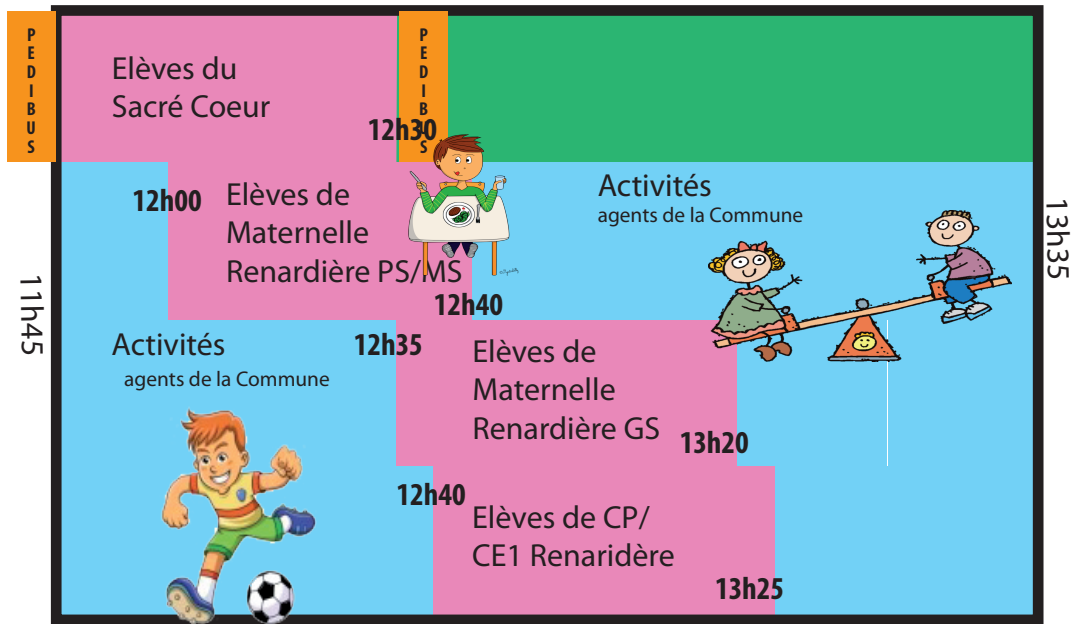 PEDIBUS
Elèves du
Sacré Coeur
12h30
PEDIBUS
12h00
Elèves de
Maternelle
Renardière PS/MS
12h40
Activités
agents de la Commune
13h35
11h45
Activités
agents de la Commune
12h35
Elèves de
Maternelle
Renardière GS
13h20
12h40
Elèves de CP/
CE1 Renaridère
13h25